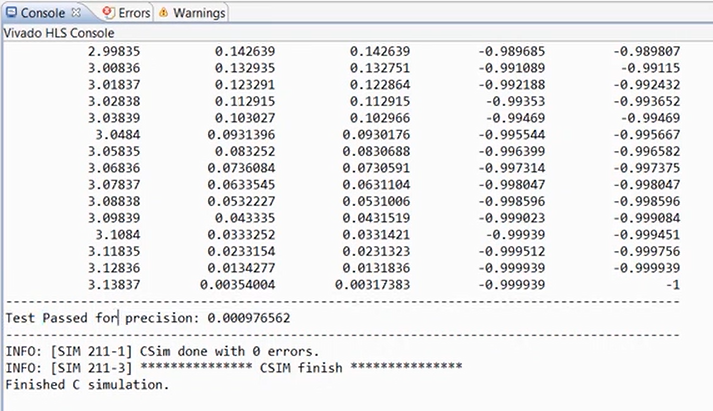 Console Errors Warnings
Vivado HLS Console
2.99835 0.142639 0.142639 -0.989685 -0.989807
3.00836 0.132935 0.132751 -0.991089 -0.99115
3.01837 0.123291 0.122864 -0.992188 -0.992432
3.02838 0.112915 0.112915 -0.99353 -0.993652
3.03839 0.103027 0.102966 -0.99469 -0.99469
3.0484 0.0931396 0.0930176 -0.995544 -0.995667
3.05835 0.083252 0.0830688 -0.996399 -0.996582
3.06836 0.0736084 0.0730591 -0.997314 -0.997375
3.07837 0.0633545 0.0631104 -0.998047 -0.998047
3.08838 0.0532227 0.0531006 -0.998596 -0.998596
3.09839 0.043335 0.0431519 -0.999023 -0.999084
3.1084 0.0333252 0.0331421 -0.99939 -0.999451
3.11835 0.0233154 0.0231323 -0.999512 -0.999756
3.12836 0.0134277 0.0131836 -0.999939 -0.999939
3.13837 0.00354004 0.00317383 -0.999939 -1
--------------------------------------------------------------------------------
Test Passed for precision: 0.000976562
--------------------------------------------------------------------------------
INFO: [SIM 211-1] CSim done with 0 errors.
INFO: [SIM 211-3] *************** CSIM finish ***************
Finished C simulation.